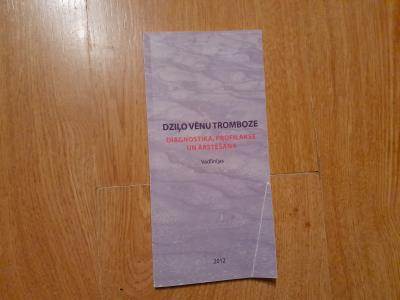 DZIĻO VĒNU TROMBOZE
DIAGNOSTIKA, PROFILAKSE
UN ĀRSTĒŠANA
Vadlīnijas
2012